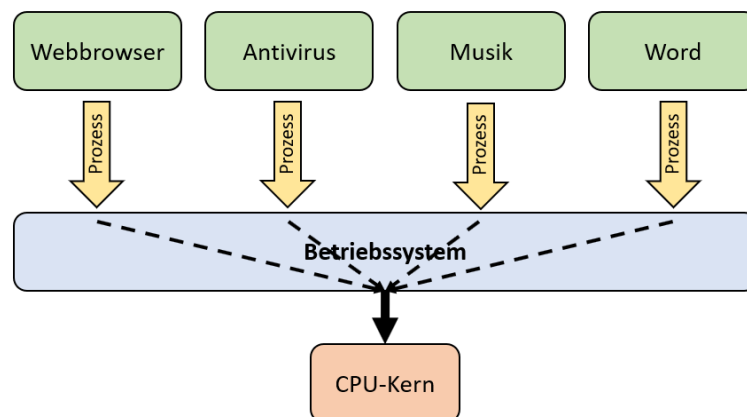 Webbrowser
Antivirus
Musik
Word
Prozess
Prozess
Prozess
Prozess
Betriebssystem
CPU-Kern